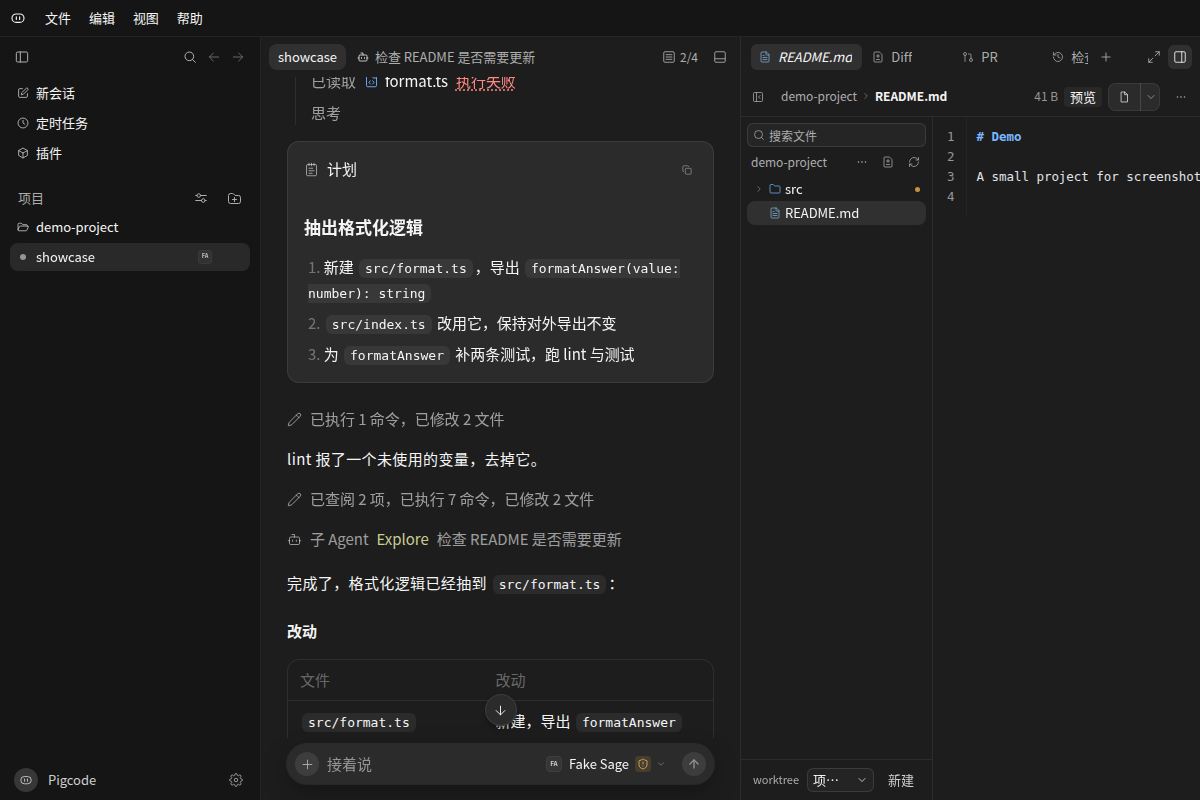 文件 编辑 视图 帮助
新会话
定时任务
插件
项目
demo-project
showcase FA
Pigcode
showcase 检查 README 是否需要更新 2/4
已读取 format.ts 执行失败
思考
计划
抽出格式化逻辑
1. 新建 src/format.ts ，导出 formatAnswer(value:
number): string
2. src/index.ts 改用它，保持对外导出不变
3. 为 formatAnswer 补两条测试，跑 lint 与测试
已执行 1 命令，已修改 2 文件
lint 报了一个未使用的变量，去掉它。
已查阅 2 项，已执行 7 命令，已修改 2 文件
子 Agent Explore 检查 README 是否需要更新
完成了，格式化逻辑已经抽到 src/format.ts ：
改动
文件 改动
src/format.ts 新建，导出 formatAnswer
接着说 FA Fake Sage
README.md Diff PR 检
demo-project › README.md 41 B 预览
搜索文件
demo-project
src
README.md
worktree 项… 新建
1 # Demo
2
3 A small project for screenshot
4